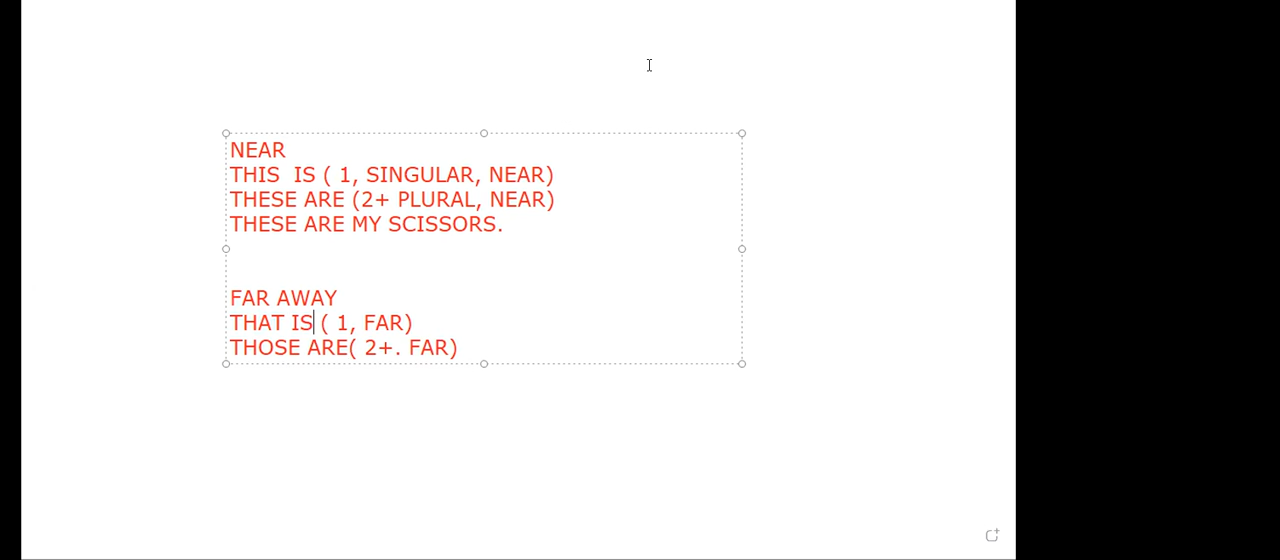 NEAR
THIS  IS ( 1, SINGULAR, NEAR)
THESE ARE (2+ PLURAL, NEAR)
THESE ARE MY SCISSORS.
FAR AWAY
THAT IS ( 1, FAR)
THOSE ARE( 2+. FAR)